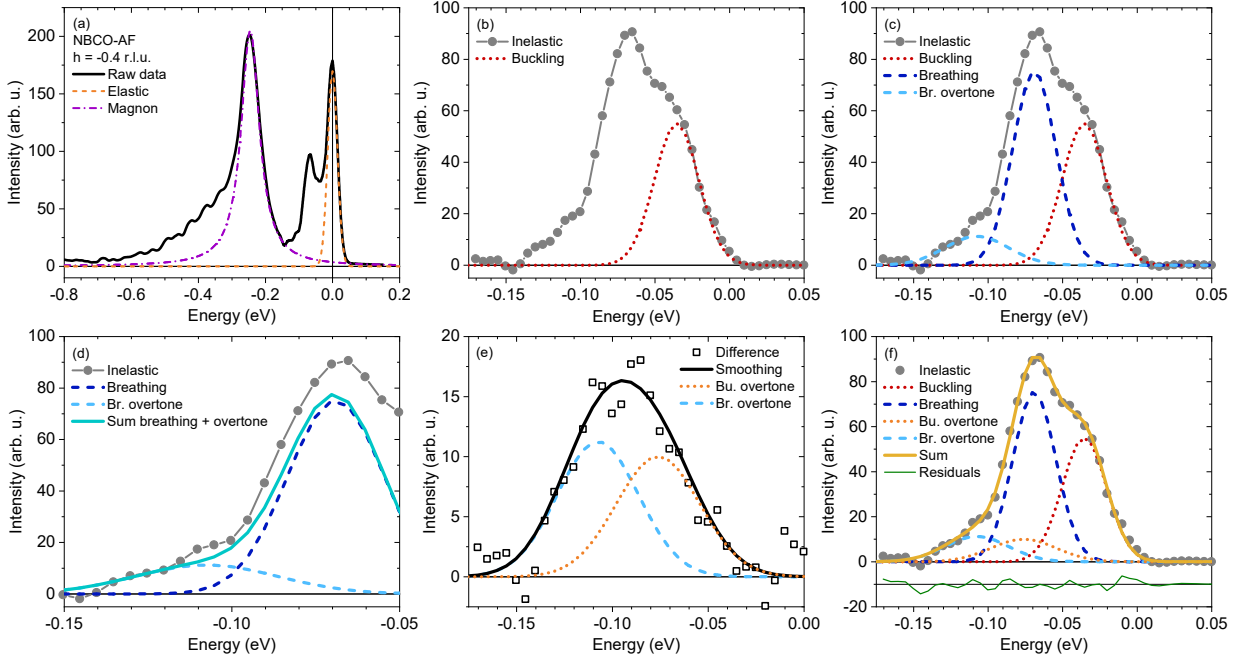 (a)
NBCO-AF
h = -0.4 r.l.u.
Raw data
Elastic
Magnon
200
150
100
50
0
-0.8 -0.6 -0.4 -0.2 0.0 0.2
Energy (eV)
Intensity (arb. u.)
(b)
Inelastic
Buckling
100
80
60
40
20
0
-0.15 -0.10 -0.05 0.00 0.05
Energy (eV)
Intensity (arb. u.)
(c)
Inelastic
Buckling
Breathing
Br. overtone
100
80
60
40
20
0
-0.15 -0.10 -0.05 0.00 0.05
Energy (eV)
Intensity (arb. u.)
(d)
Inelastic
Breathing
Br. overtone
Sum breathing + overtone
100
80
60
40
20
0
-0.15 -0.10 -0.05
Energy (eV)
Intensity (arb. u.)
(e)
Difference
Smoothing
Bu. overtone
Br. overtone
20
15
10
5
0
-0.15 -0.10 -0.05 0.00
Energy (eV)
Intensity (arb. u.)
(f)
Inelastic
Buckling
Breathing
Bu. overtone
Br. overtone
Sum
Residuals
100
80
60
40
20
0
-20
-0.15 -0.10 -0.05 0.00 0.05
Energy (eV)
Intensity (arb. u.)